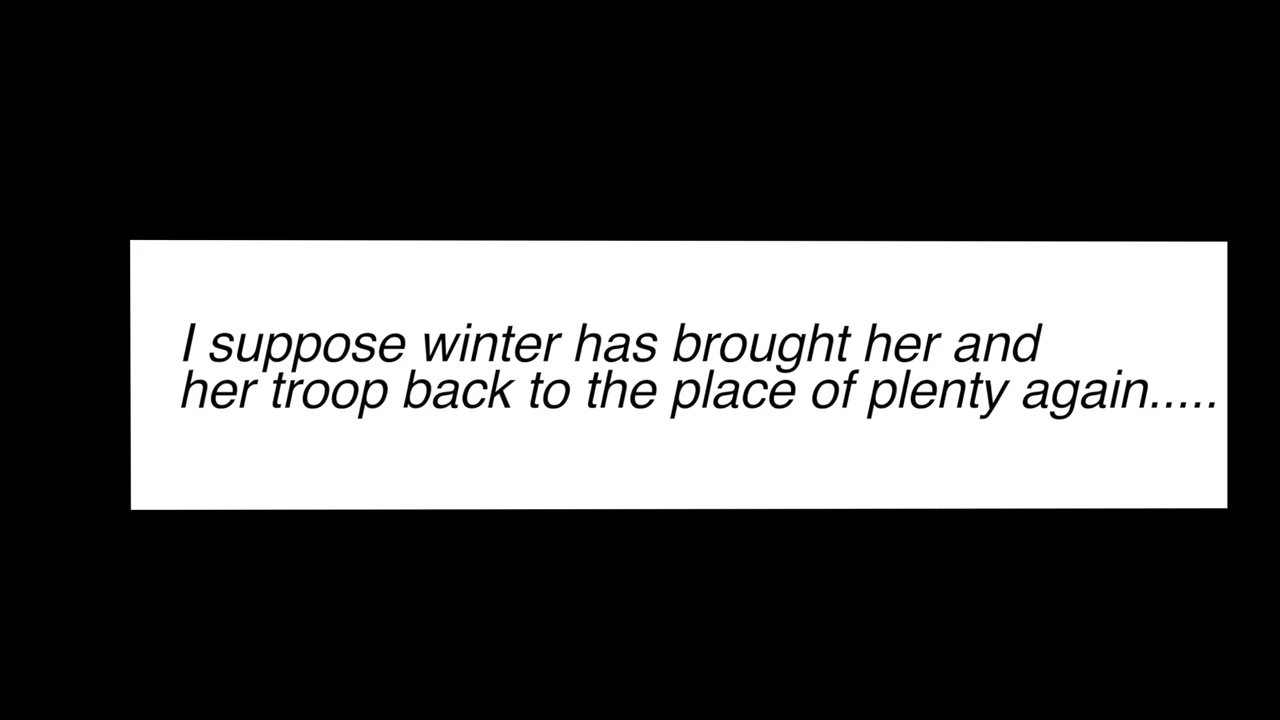 I suppose winter has brought her and
her troop back to the place of plenty again.....